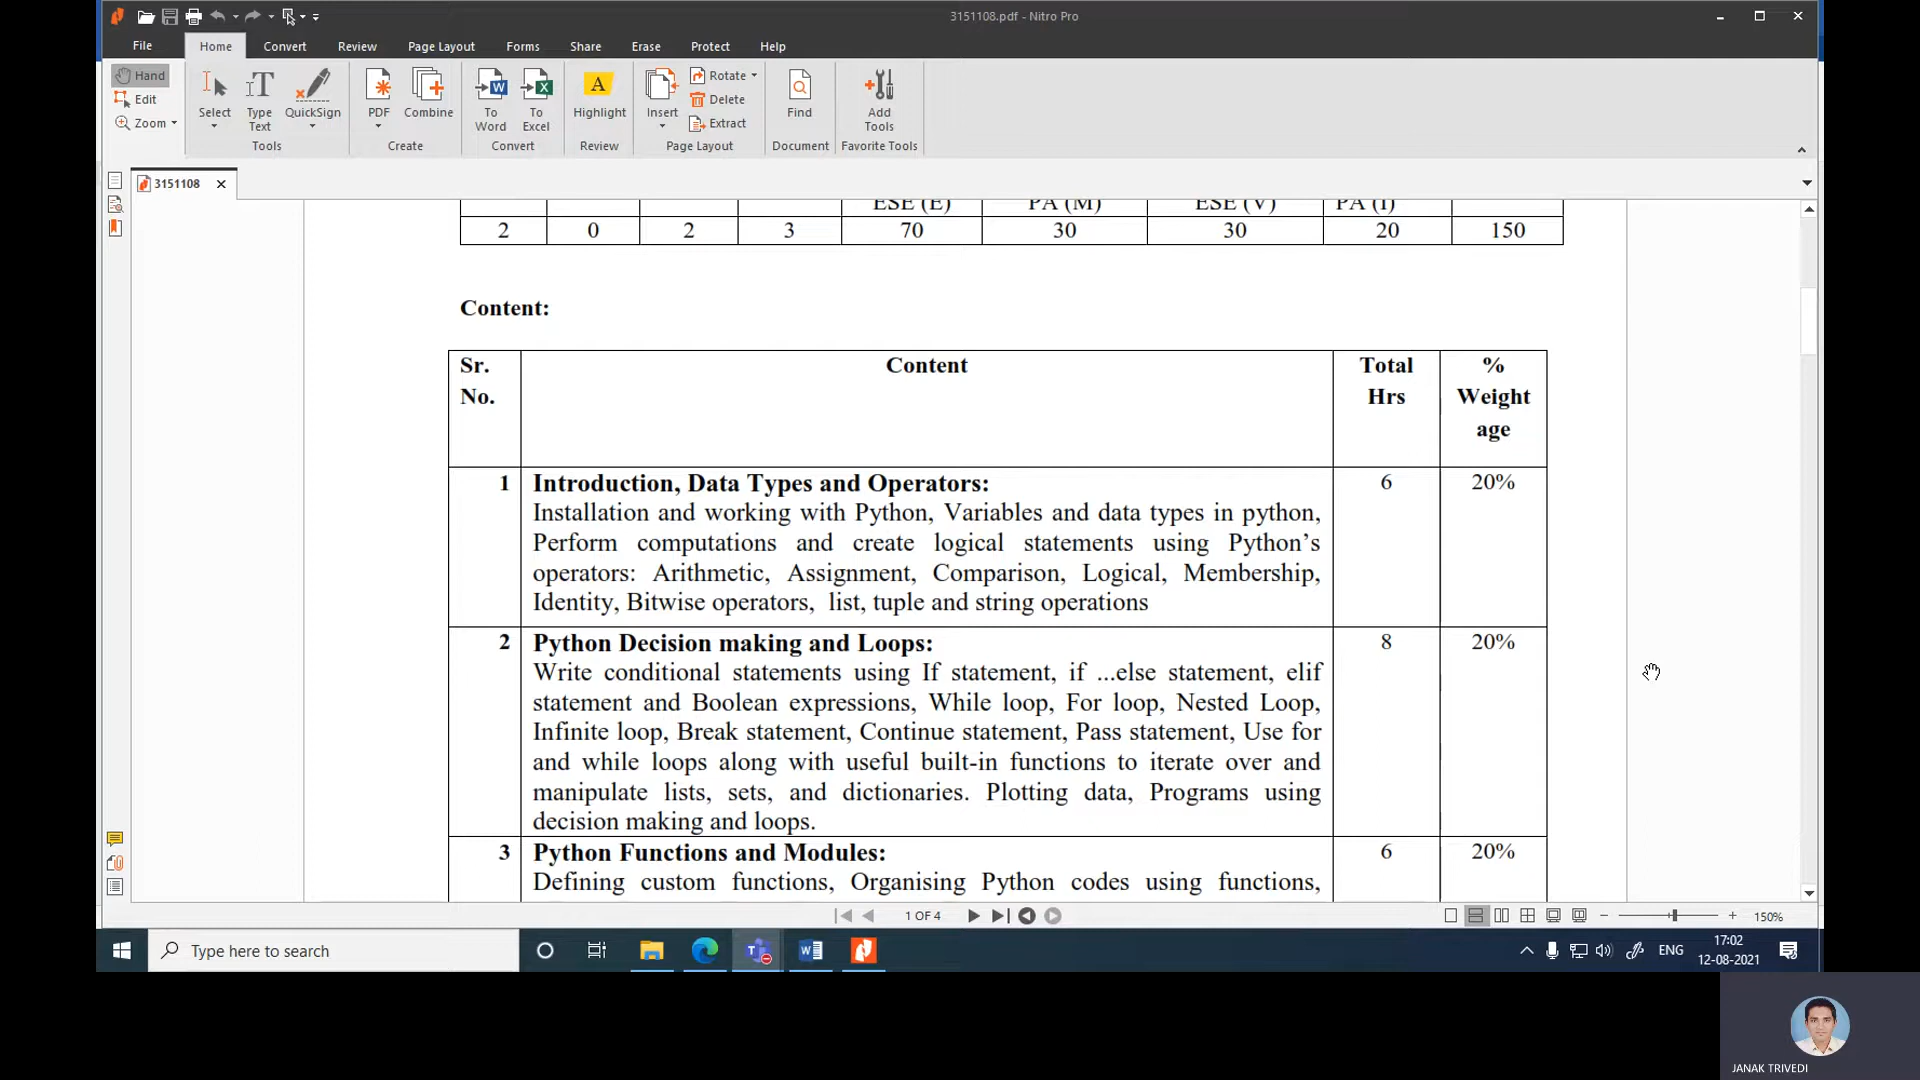 3151108.pdf - Nitro Pro
File Home Convert Review Page Layout Forms Share Erase Protect Help
Hand
Edit
Zoom
Select
Type Text
QuickSign
Tools
PDF
Combine
Create
To Word
To Excel
Convert
Highlight
Review
Insert
Rotate
Delete
Extract
Page Layout
Find
Document
Add Tools
Favorite Tools
3151108
ESE (E) PA (M) ESE (V) PA (I)
2 0 2 3 70 30 30 20 150
Content:
Sr. No. Content Total Hrs % Weight age
1 Introduction, Data Types and Operators: 6 20%
Installation and working with Python, Variables and data types in python,
Perform computations and create logical statements using Python’s
operators: Arithmetic, Assignment, Comparison, Logical, Membership,
Identity, Bitwise operators, list, tuple and string operations
2 Python Decision making and Loops: 8 20%
Write conditional statements using If statement, if ...else statement, elif
statement and Boolean expressions, While loop, For loop, Nested Loop,
Infinite loop, Break statement, Continue statement, Pass statement, Use for
and while loops along with useful built-in functions to iterate over and
manipulate lists, sets, and dictionaries. Plotting data, Programs using
decision making and loops.
3 Python Functions and Modules: 6 20%
Defining custom functions, Organising Python codes using functions,
1 OF 4
150%
Type here to search
ENG
17:02
12-08-2021
JANAK TRIVEDI